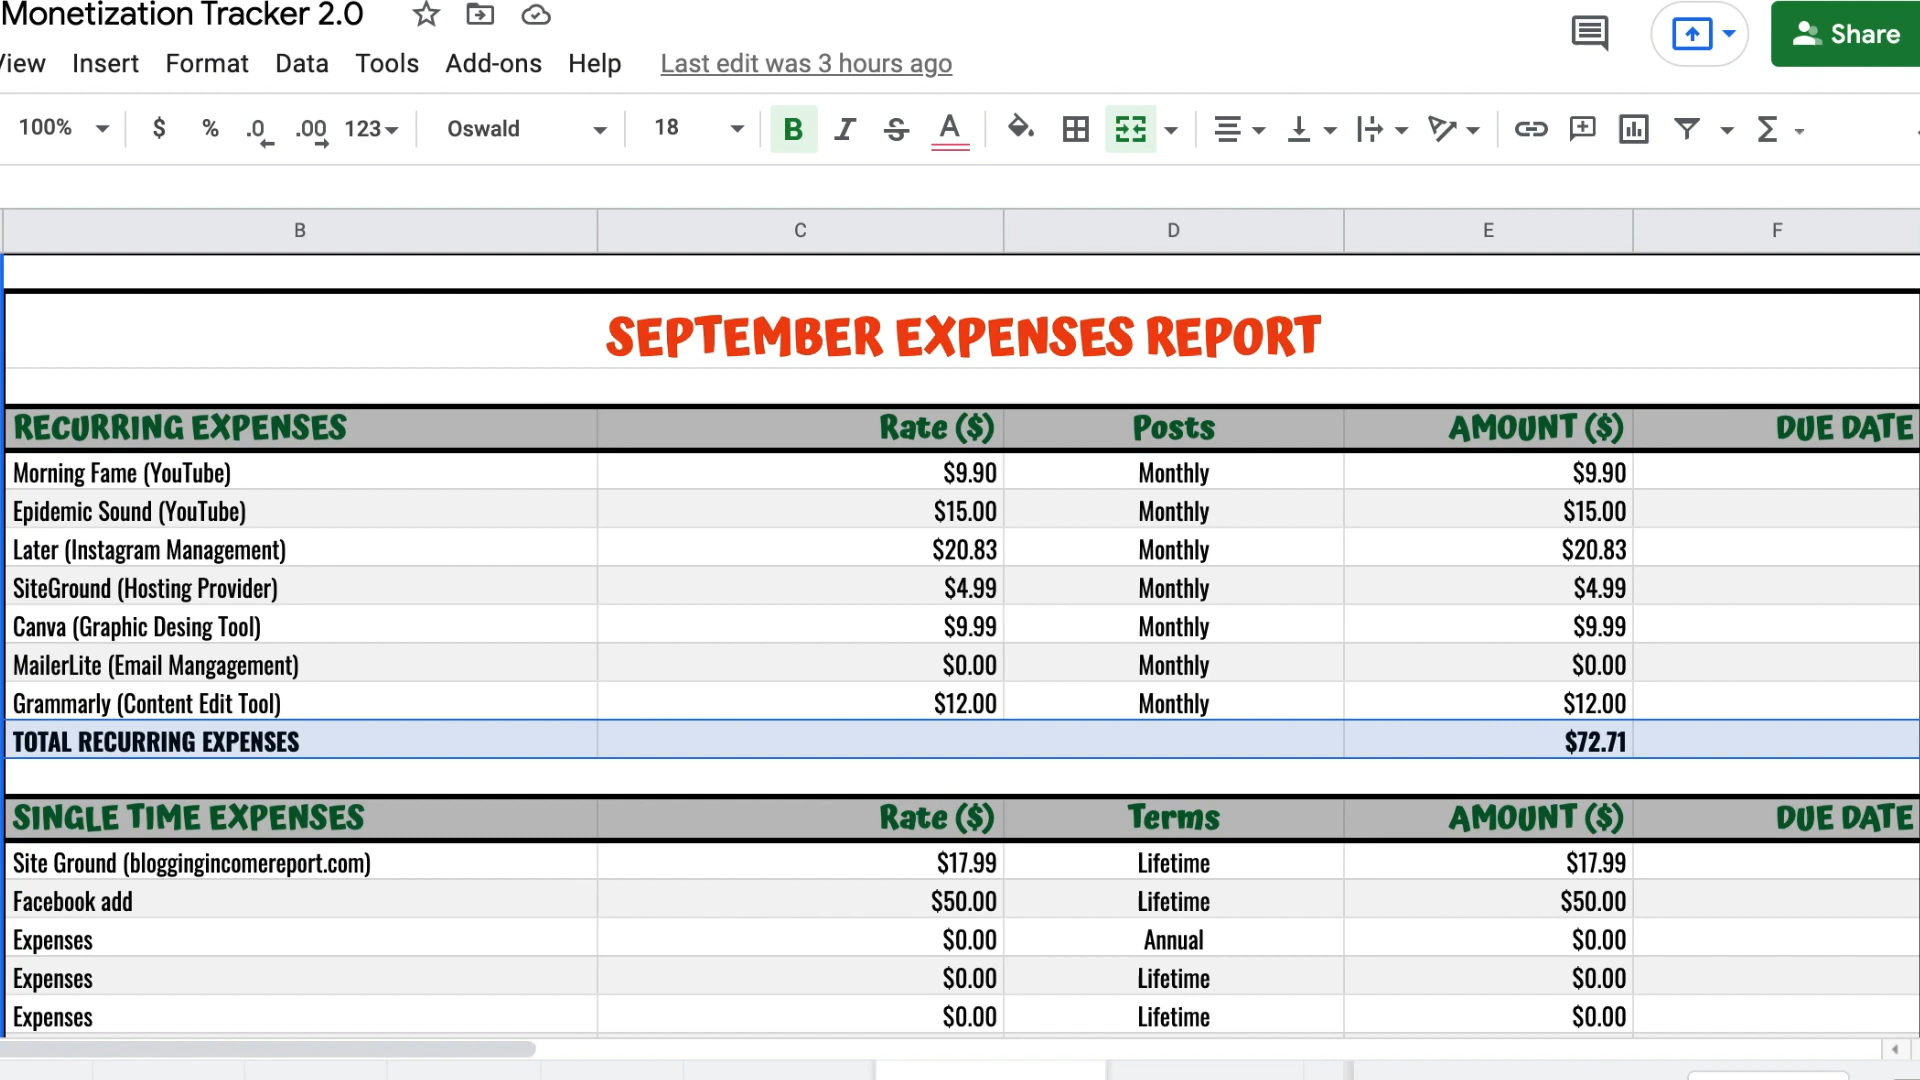 Monetization Tracker 2.0
View Insert Format Data Tools Add-ons Help Last edit was 3 hours ago
Share
100% $ % .0 .00 123 Oswald 18 B I S A Σ
B C D E F
SEPTEMBER EXPENSES REPORT
RECURRING EXPENSES Rate ($) Posts AMOUNT ($) DUE DATE
Morning Fame (YouTube) $9.90 Monthly $9.90
Epidemic Sound (YouTube) $15.00 Monthly $15.00
Later (Instagram Management) $20.83 Monthly $20.83
SiteGround (Hosting Provider) $4.99 Monthly $4.99
Canva (Graphic Desing Tool) $9.99 Monthly $9.99
MailerLite (Email Mangagement) $0.00 Monthly $0.00
Grammarly (Content Edit Tool) $12.00 Monthly $12.00
TOTAL RECURRING EXPENSES $72.71
SINGLE TIME EXPENSES Rate ($) Terms AMOUNT ($) DUE DATE
Site Ground (bloggingincomereport.com) $17.99 Lifetime $17.99
Facebook add $50.00 Lifetime $50.00
Expenses $0.00 Annual $0.00
Expenses $0.00 Lifetime $0.00
Expenses $0.00 Lifetime $0.00